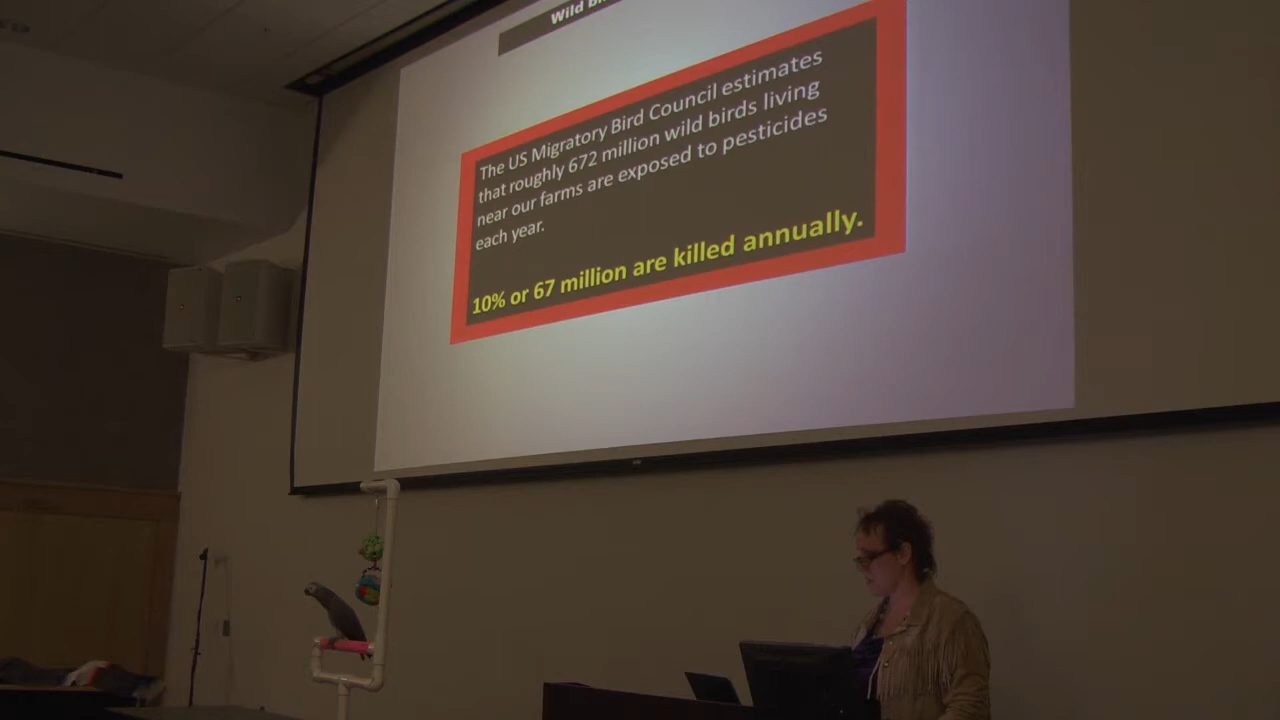 Wild
The US Migratory Bird Council estimates
that roughly 672 million wild birds living
near our farms are exposed to pesticides
each year.
10% or 67 million are killed annually.